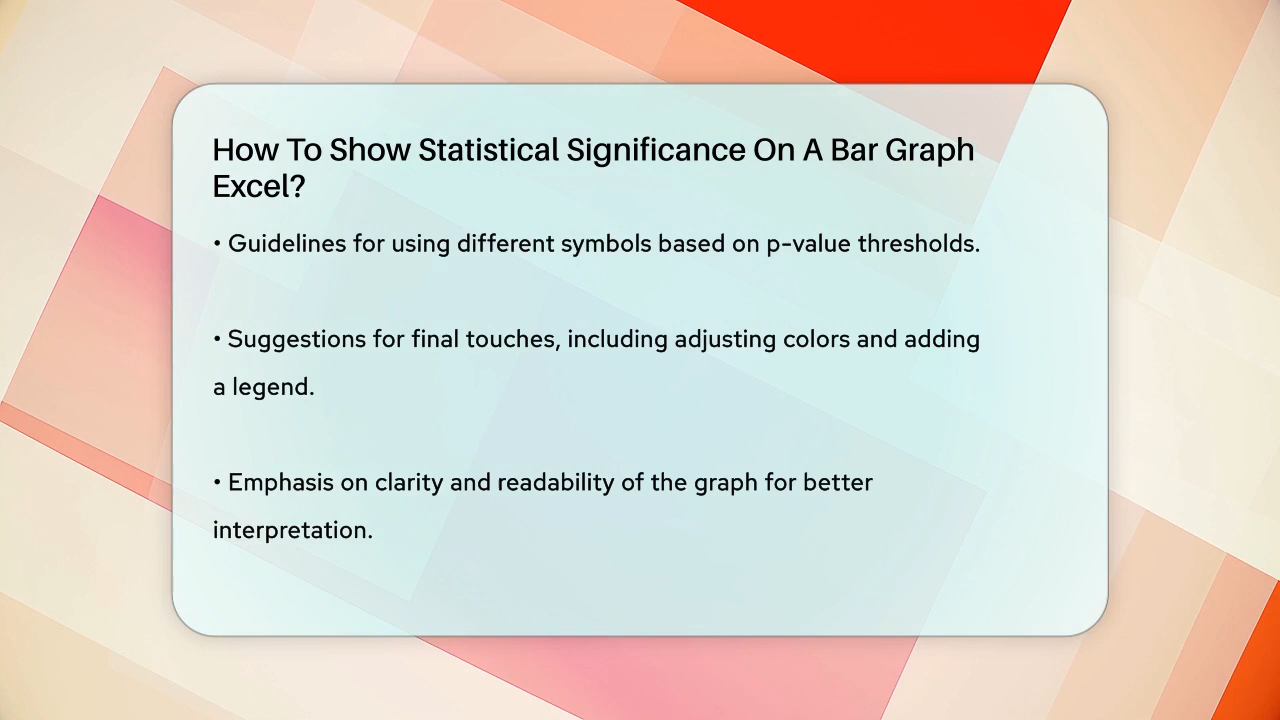 How To Show Statistical Significance On A Bar Graph
Excel?
• Guidelines for using different symbols based on p-value thresholds.
• Suggestions for final touches, including adjusting colors and adding
a legend.
• Emphasis on clarity and readability of the graph for better
interpretation.